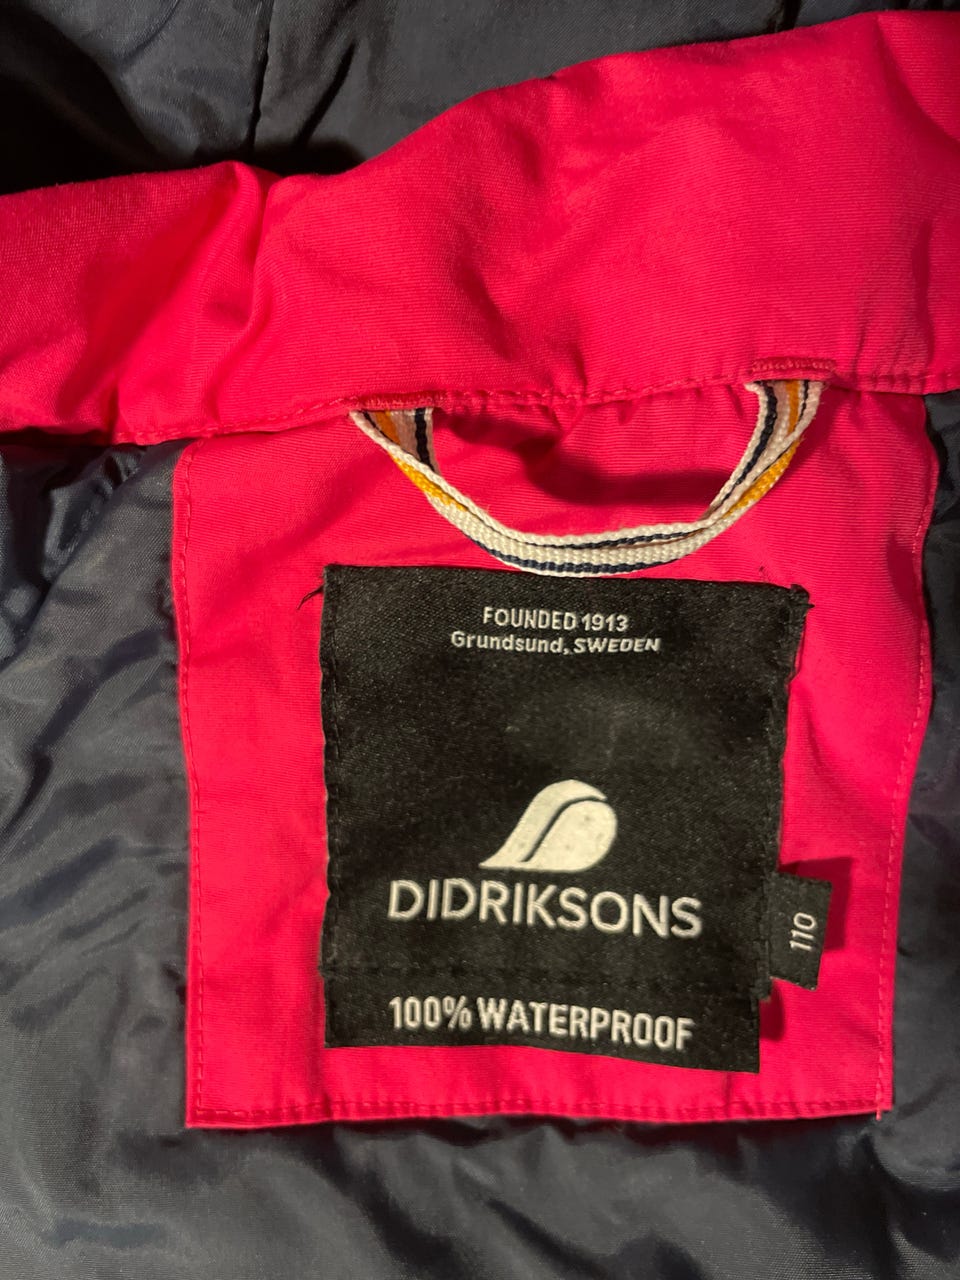 FOUNDED 1913
Grundsund, SWEDEN
DIDRIKSONS
110
100% WATERPROOF